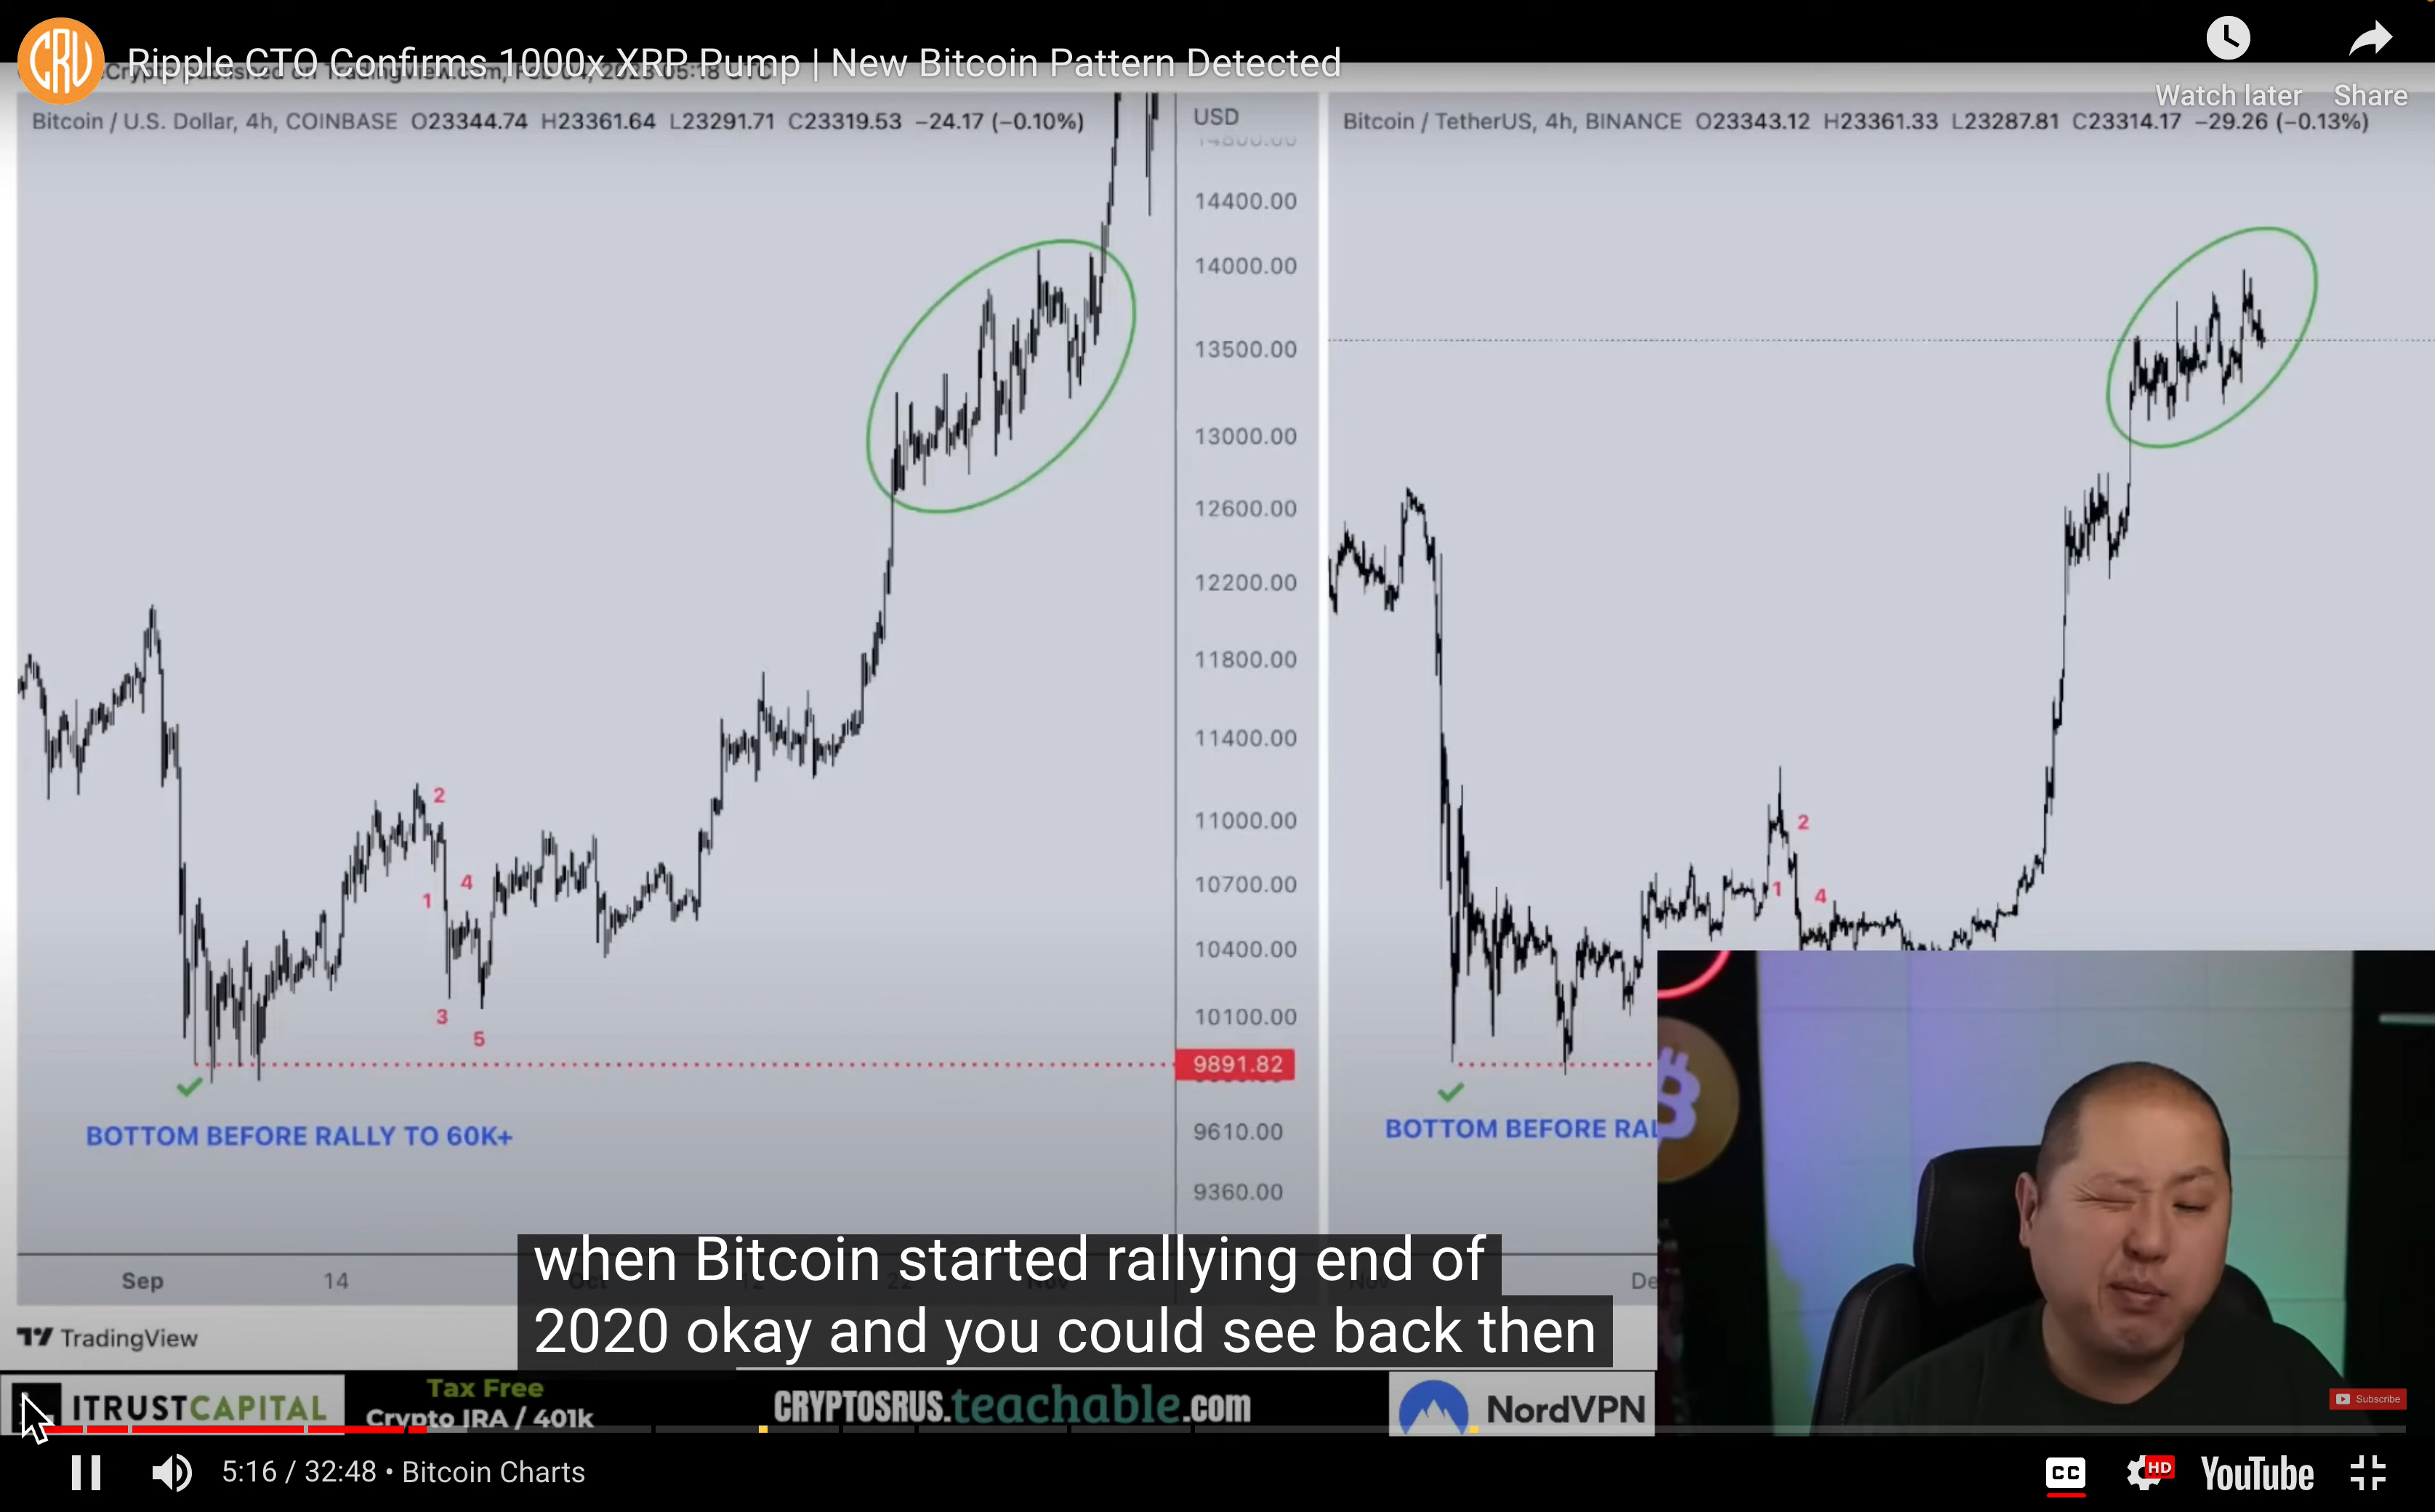 CRU
Ripple CTO Confirms 1000x XRP Pump | New Bitcoin Pattern Detected
Watch later
Share
Bitcoin / U.S. Dollar, 4h, COINBASE O23344.74 H23361.64 L23291.71 C23319.53 −24.17 (−0.10%)
USD
Bitcoin / TetherUS, 4h, BINANCE O23343.12 H23361.33 L23287.81 C23314.17 −29.26 (−0.13%)
14400.00
14000.00
13500.00
13000.00
12600.00
12200.00
11800.00
11400.00
11000.00
10700.00
10400.00
10100.00
9891.82
9610.00
9360.00
2
4
1
3
5
2
1
4
BOTTOM BEFORE RALLY TO 60K+
BOTTOM BEFORE
Sep
14
22
TradingView
when Bitcoin started rallying end of
2020 okay and you could see back then
ITRUSTCAPITAL
Tax Free
Crypto IRA / 401k
CRYPTOSRUS.teachable.com
NordVPN
Subscribe
5:16 / 32:48 • Bitcoin Charts
CC
HD
YouTube